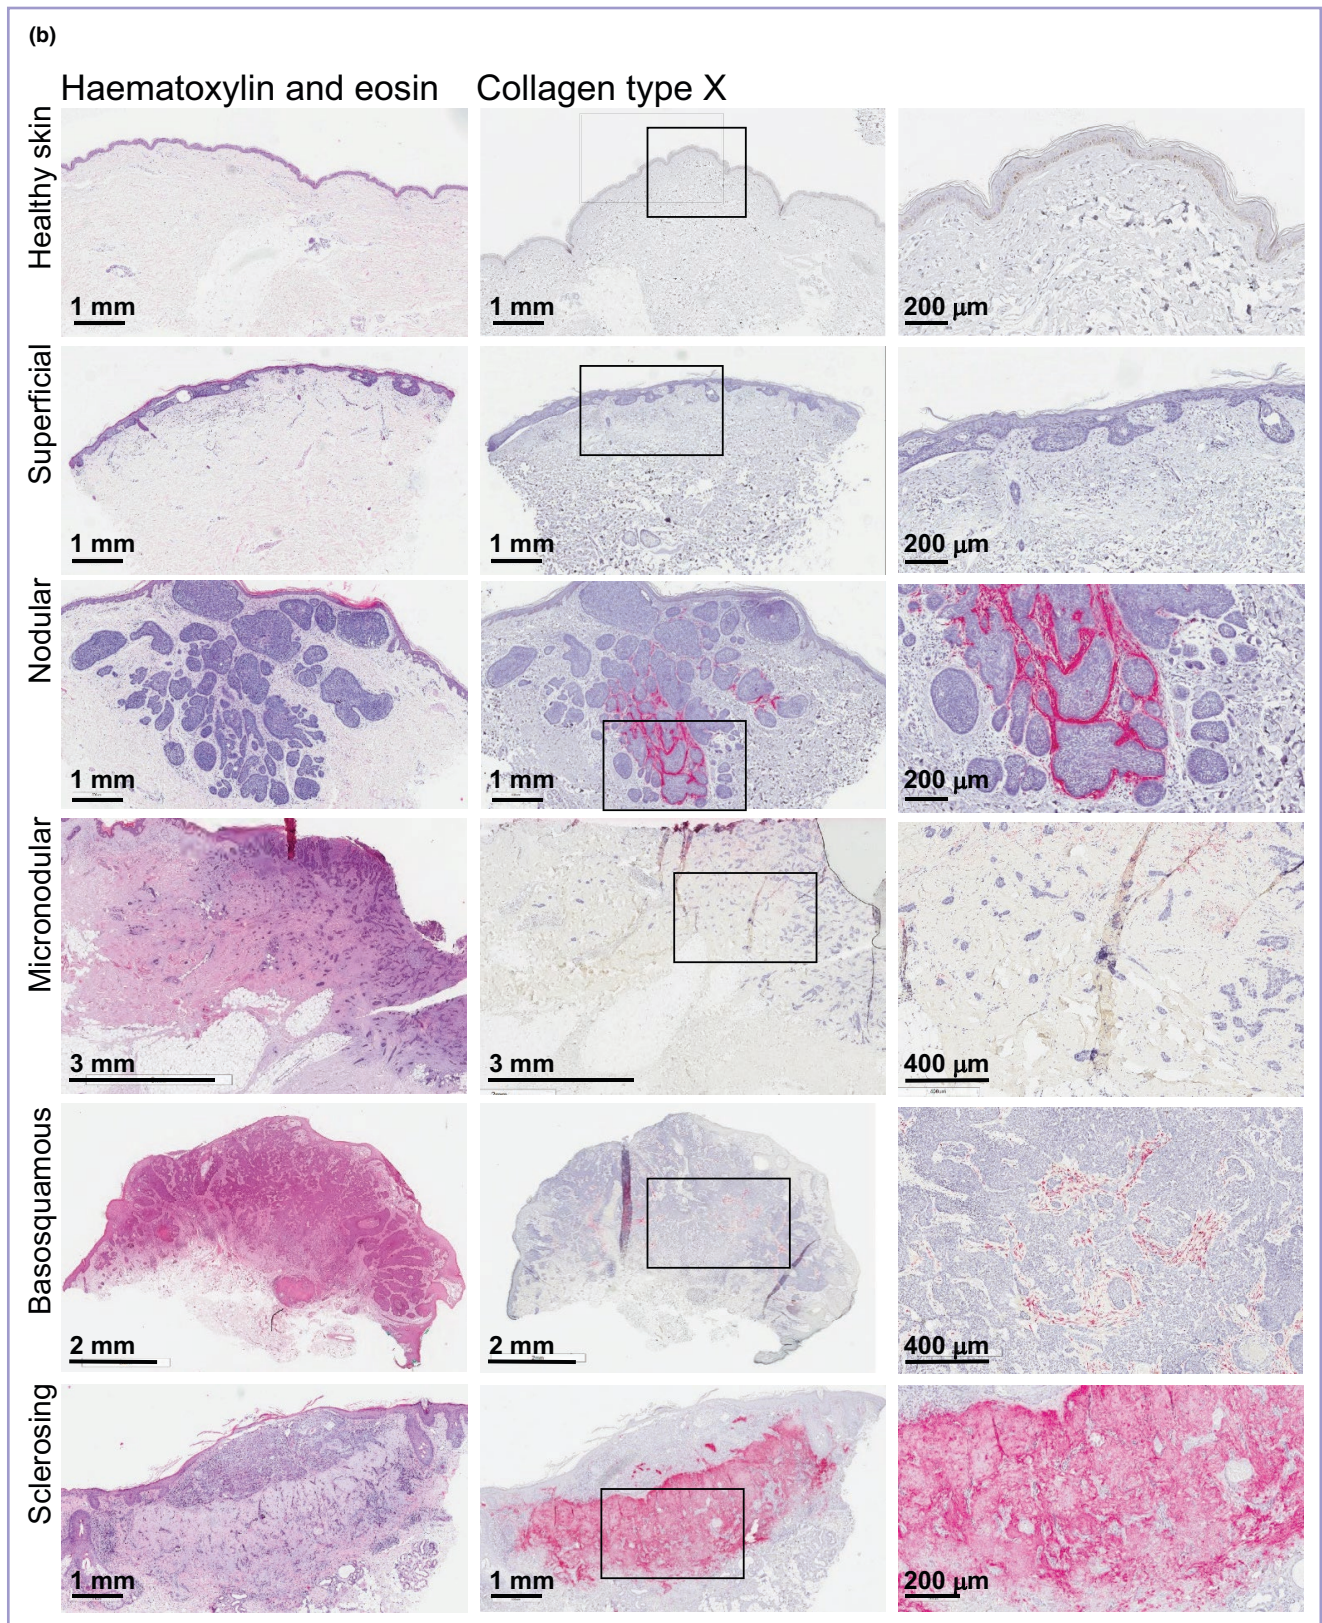 (b)
Haematoxylin and eosin Collagen type X
Healthy skin
1 mm
1 mm
200 μm
Superficial
1 mm
1 mm
200 μm
Nodular
1 mm
1 mm
200 μm
Micronodular
3 mm
3 mm
400 μm
Basosquamous
2 mm
2 mm
400 μm
Sclerosing
1 mm
1 mm
200 μm